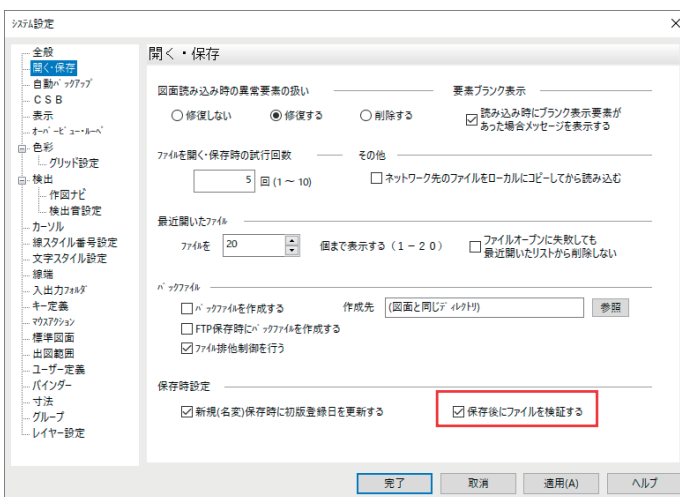 システム設定
全般
開く・保存
自動バックアップ
CSB
表示
オーバービュー・ルーペ
色彩
グリッド設定
検出
作図ナビ
検出音設定
カーソル
線スタイル番号設定
文字スタイル設定
線端
入出力フォルダ
キー定義
マウスアクション
標準図面
出図範囲
ユーザー定義
バインダー
寸法
グループ
レイヤー設定
開く・保存
図面読み込み時の異常要素の扱い
修復しない 修復する 削除する
要素ブランク表示
読み込み時にブランク表示要素が
あった場合メッセージを表示する
ファイルを開く・保存時の試行回数
5 回(1～10)
その他
ネットワーク先のファイルをローカルにコピーしてから読み込む
最近開いたファイル
ファイルを 20 個まで表示する(1－20)
ファイルオープンに失敗しても
最近開いたリストから削除しない
バックファイル
バックファイルを作成する 作成先 (図面と同じディレクトリ) 参照
FTP保存時にバックファイルを作成する
ファイル排他制御を行う
保存時設定
新規(名変)保存時に初版登録日を更新する 保存後にファイルを検証する
完了 取消 適用(A) ヘルプ